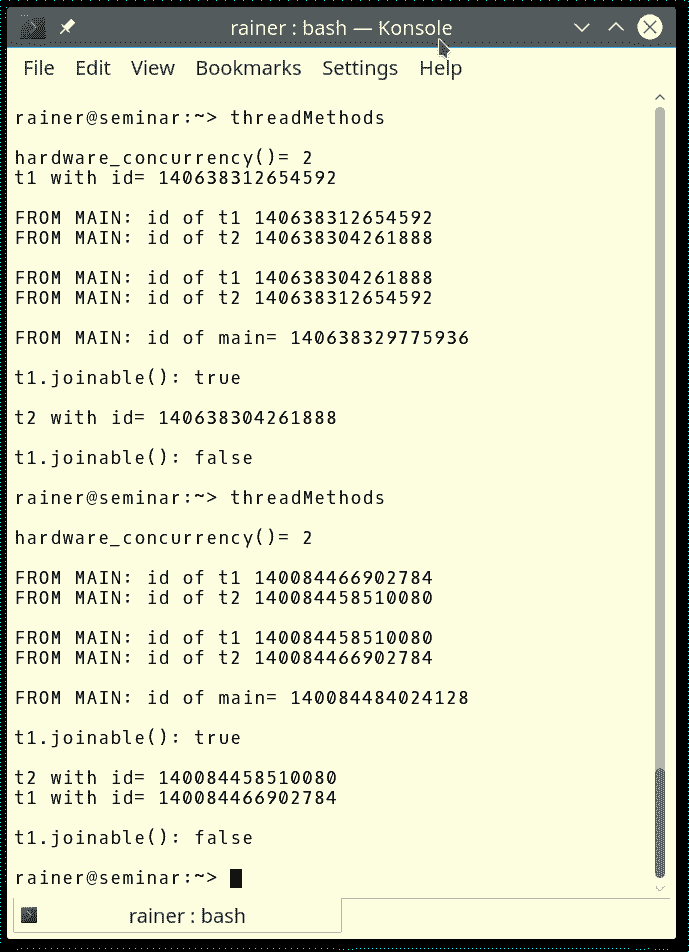 rainer : bash — Konsole
File Edit View Bookmarks Settings Help
rainer@seminar:~> threadMethods
hardware_concurrency()= 2
t1 with id= 140638312654592
FROM MAIN: id of t1 140638312654592
FROM MAIN: id of t2 140638304261888
FROM MAIN: id of t1 140638304261888
FROM MAIN: id of t2 140638312654592
FROM MAIN: id of main= 140638329775936
t1.joinable(): true
t2 with id= 140638304261888
t1.joinable(): false
rainer@seminar:~> threadMethods
hardware_concurrency()= 2
FROM MAIN: id of t1 140084466902784
FROM MAIN: id of t2 140084458510080
FROM MAIN: id of t1 140084458510080
FROM MAIN: id of t2 140084466902784
FROM MAIN: id of main= 140084484024128
t1.joinable(): true
t2 with id= 140084458510080
t1 with id= 140084466902784
t1.joinable(): false
rainer@seminar:~>
rainer : bash